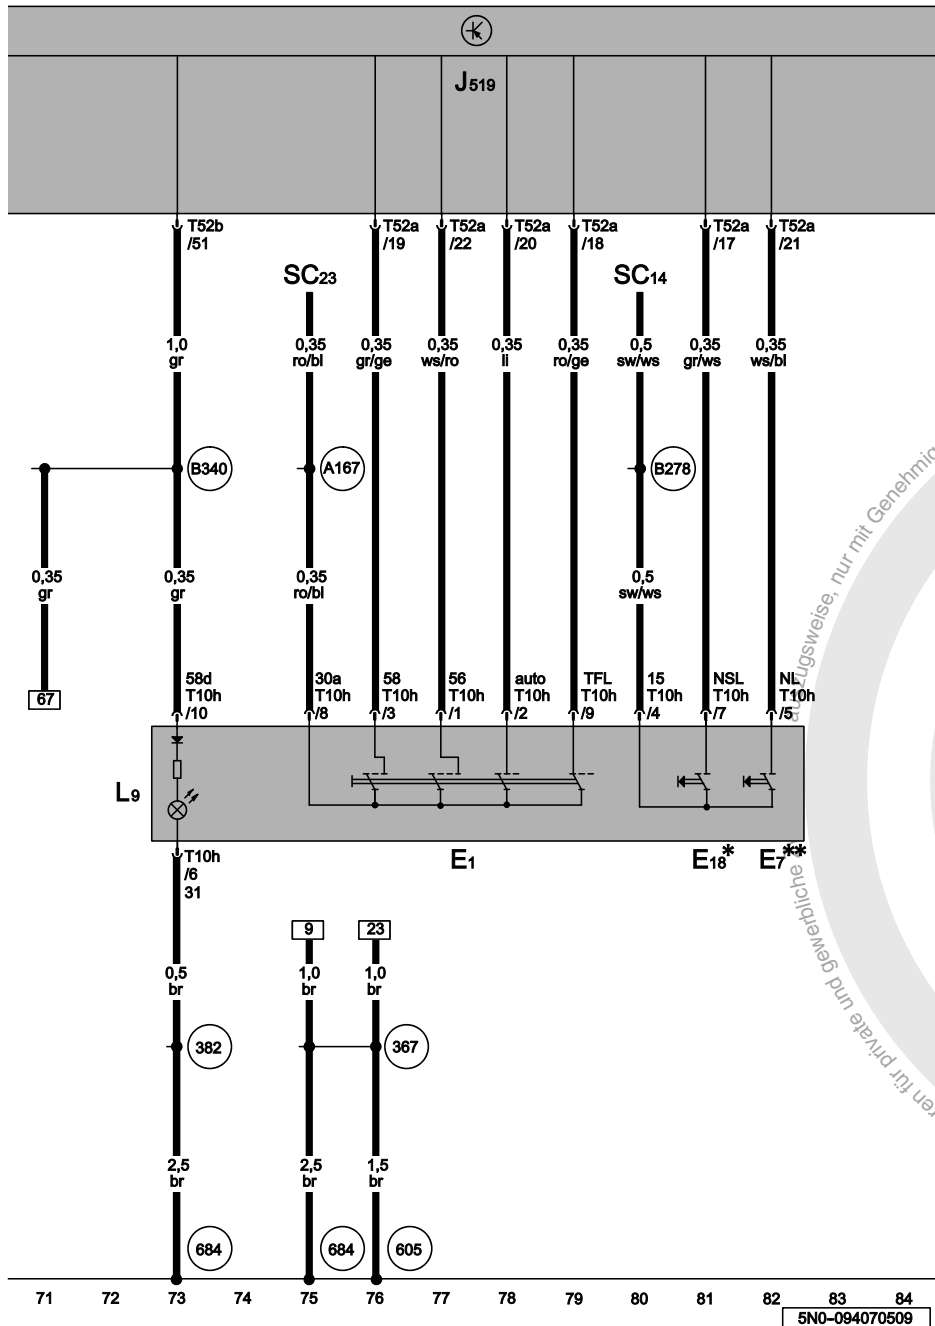 J519
T52b
/51
T52a
/19
T52a
/22
T52a
/20
T52a
/18
T52a
/17
T52a
/21
SC23
SC14
1,0
gr
0,35
ro/bl
0,35
gr/ge
0,35
ws/ro
0,35
li
0,35
ro/ge
0,5
sw/ws
0,35
gr/ws
0,35
ws/bl
B340
A167
B278
0,35
gr
0,35
gr
0,35
ro/bl
0,5
sw/ws
67
58d
T10h
/10
30a
T10h
/8
58
T10h
/3
56
T10h
/1
auto
T10h
/2
TFL
T10h
/9
15
T10h
/4
NSL
T10h
/7
NL
T10h
/5
L9
E1
E18*
E7**
T10h
/6
31
9
23
0,5
br
1,0
br
1,0
br
382
367
2,5
br
2,5
br
1,5
br
684
684
605
71 72 73 74 75 76 77 78 79 80 81 82 83 84
5N0-094070509
auszugsweise, nur mit
für private und gewerbliche